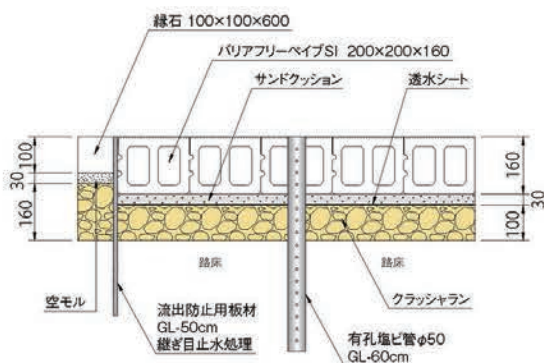 縁石 100×100×600
バリアフリーペイブSI 200×200×160
サンドクッション
透水シート
100
30
160
160
30
100
路床
路床
空モル
流出防止用板材
GL-50cm
継ぎ目止水処理
クラッシャラン
有孔塩ビ管φ50
GL-60cm